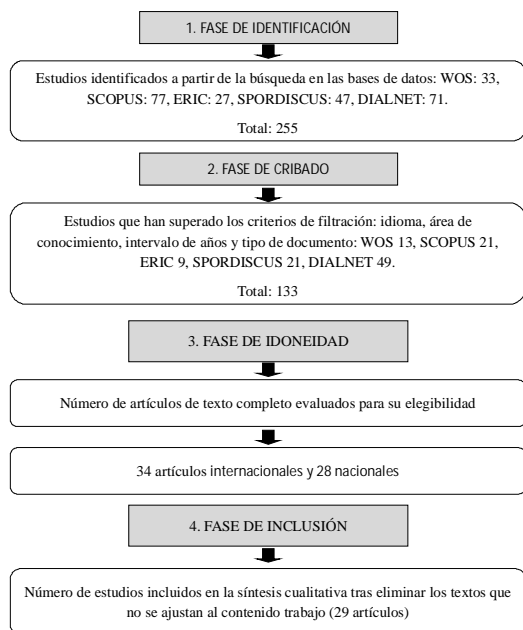 1. FASE DE IDENTIFICACIÓN
Estudios identificados a partir de la búsqueda en las bases de datos: WOS: 33,
SCOPUS: 77, ERIC: 27, SPORDISCUS: 47, DIALNET: 71.
Total: 255
2. FASE DE CRIBADO
Estudios que han superado los criterios de filtración: idioma, área de
conocimiento, intervalo de años y tipo de documento: WOS 13, SCOPUS 21,
ERIC 9, SPORDISCUS 21, DIALNET 49.
Total: 133
3. FASE DE IDONEIDAD
Número de artículos de texto completo evaluados para su elegibilidad
34 artículos internacionales y 28 nacionales
4. FASE DE INCLUSIÓN
Número de estudios incluidos en la síntesis cualitativa tras eliminar los textos que
no se ajustan al contenido trabajo (29 artículos)